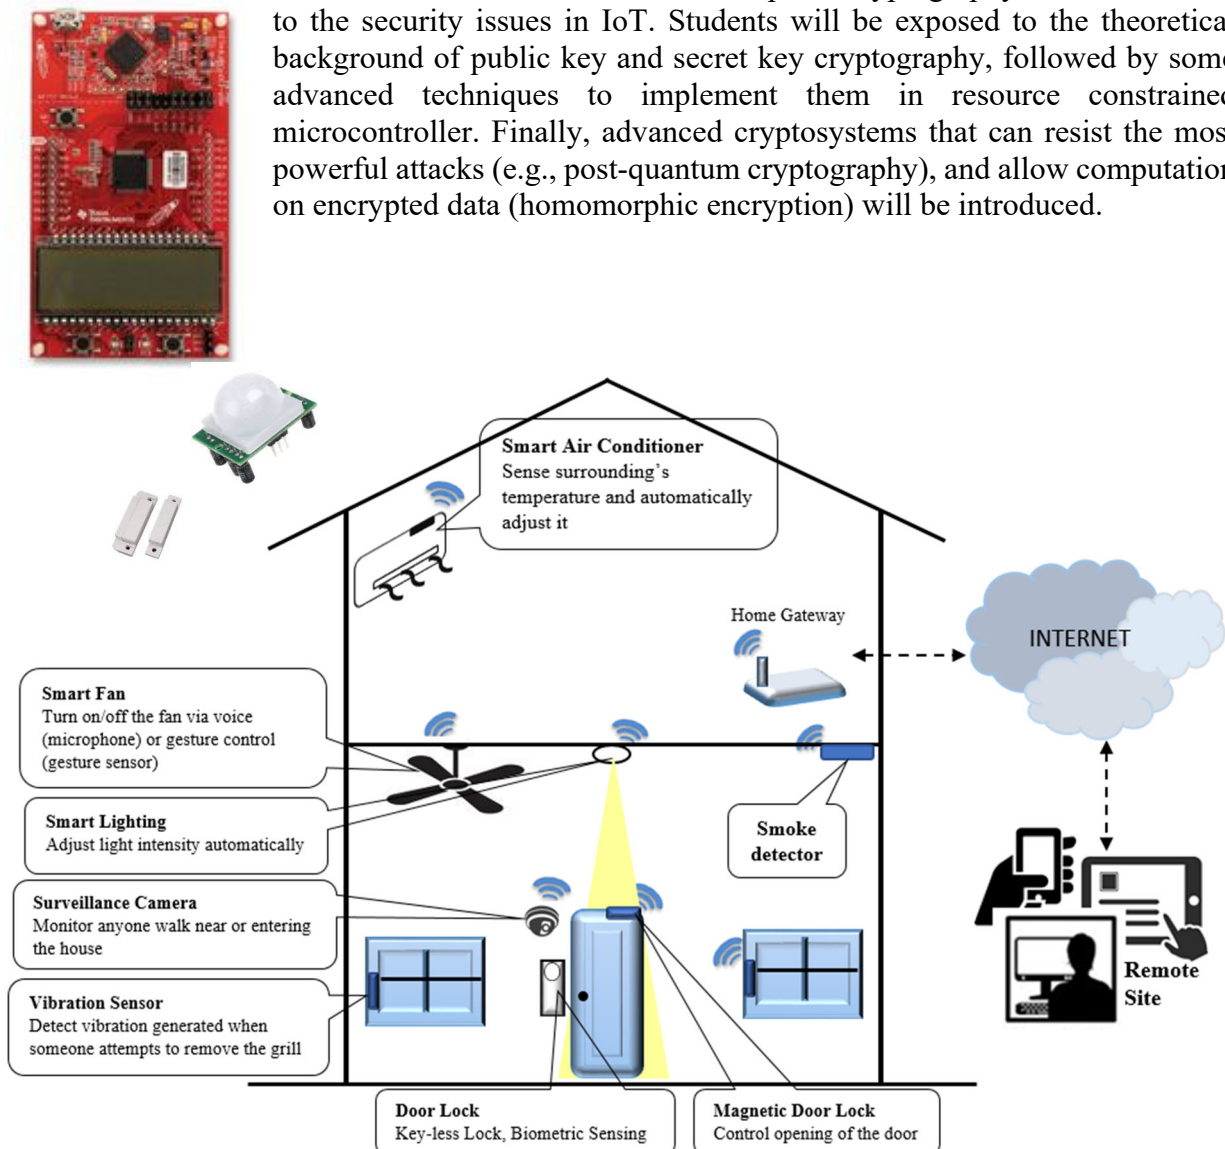 to the security issues in IoT. Students will be exposed to the theoretical
background of public key and secret key cryptography, followed by some
advanced techniques to implement them in resource constrained
microcontroller. Finally, advanced cryptosystems that can resist the most
powerful attacks (e.g., post-quantum cryptography), and allow computation
on encrypted data (homomorphic encryption) will be introduced.
TEXAS
INSTRUMENTS
Smart Air Conditioner
Sense surrounding's
temperature and automatically
adjust it
Home Gateway
INTERNET
Smart Fan
Turn on/off the fan via voice
(microphone) or gesture control
(gesture sensor)
Smart Lighting
Adjust light intensity automatically
Smoke
detector
Surveillance Camera
Monitor anyone walk near or entering
the house
Vibration Sensor
Detect vibration generated when
someone attempts to remove the grill
Remote
Site
Door Lock
Key-less Lock, Biometric Sensing
Magnetic Door Lock
Control opening of the door